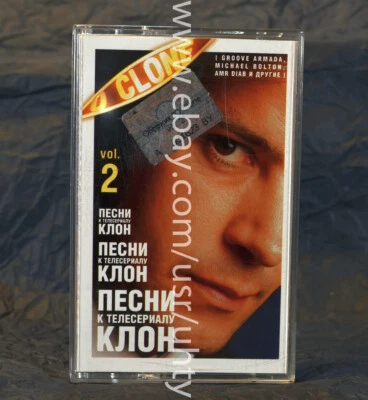 O CLONE
( GROOVE ARMADA,
MICHAEL BOLTON,
AMR DIAB И ДРУГИЕ )
vol.
2
ПЕСНИ
К ТЕЛЕСЕРИАЛУ
КЛОН
ПЕСНИ
К ТЕЛЕСЕРИАЛУ
КЛОН
ПЕСНИ
К ТЕЛЕСЕРИАЛУ
КЛОН
www.ebay.com/usr/uhty